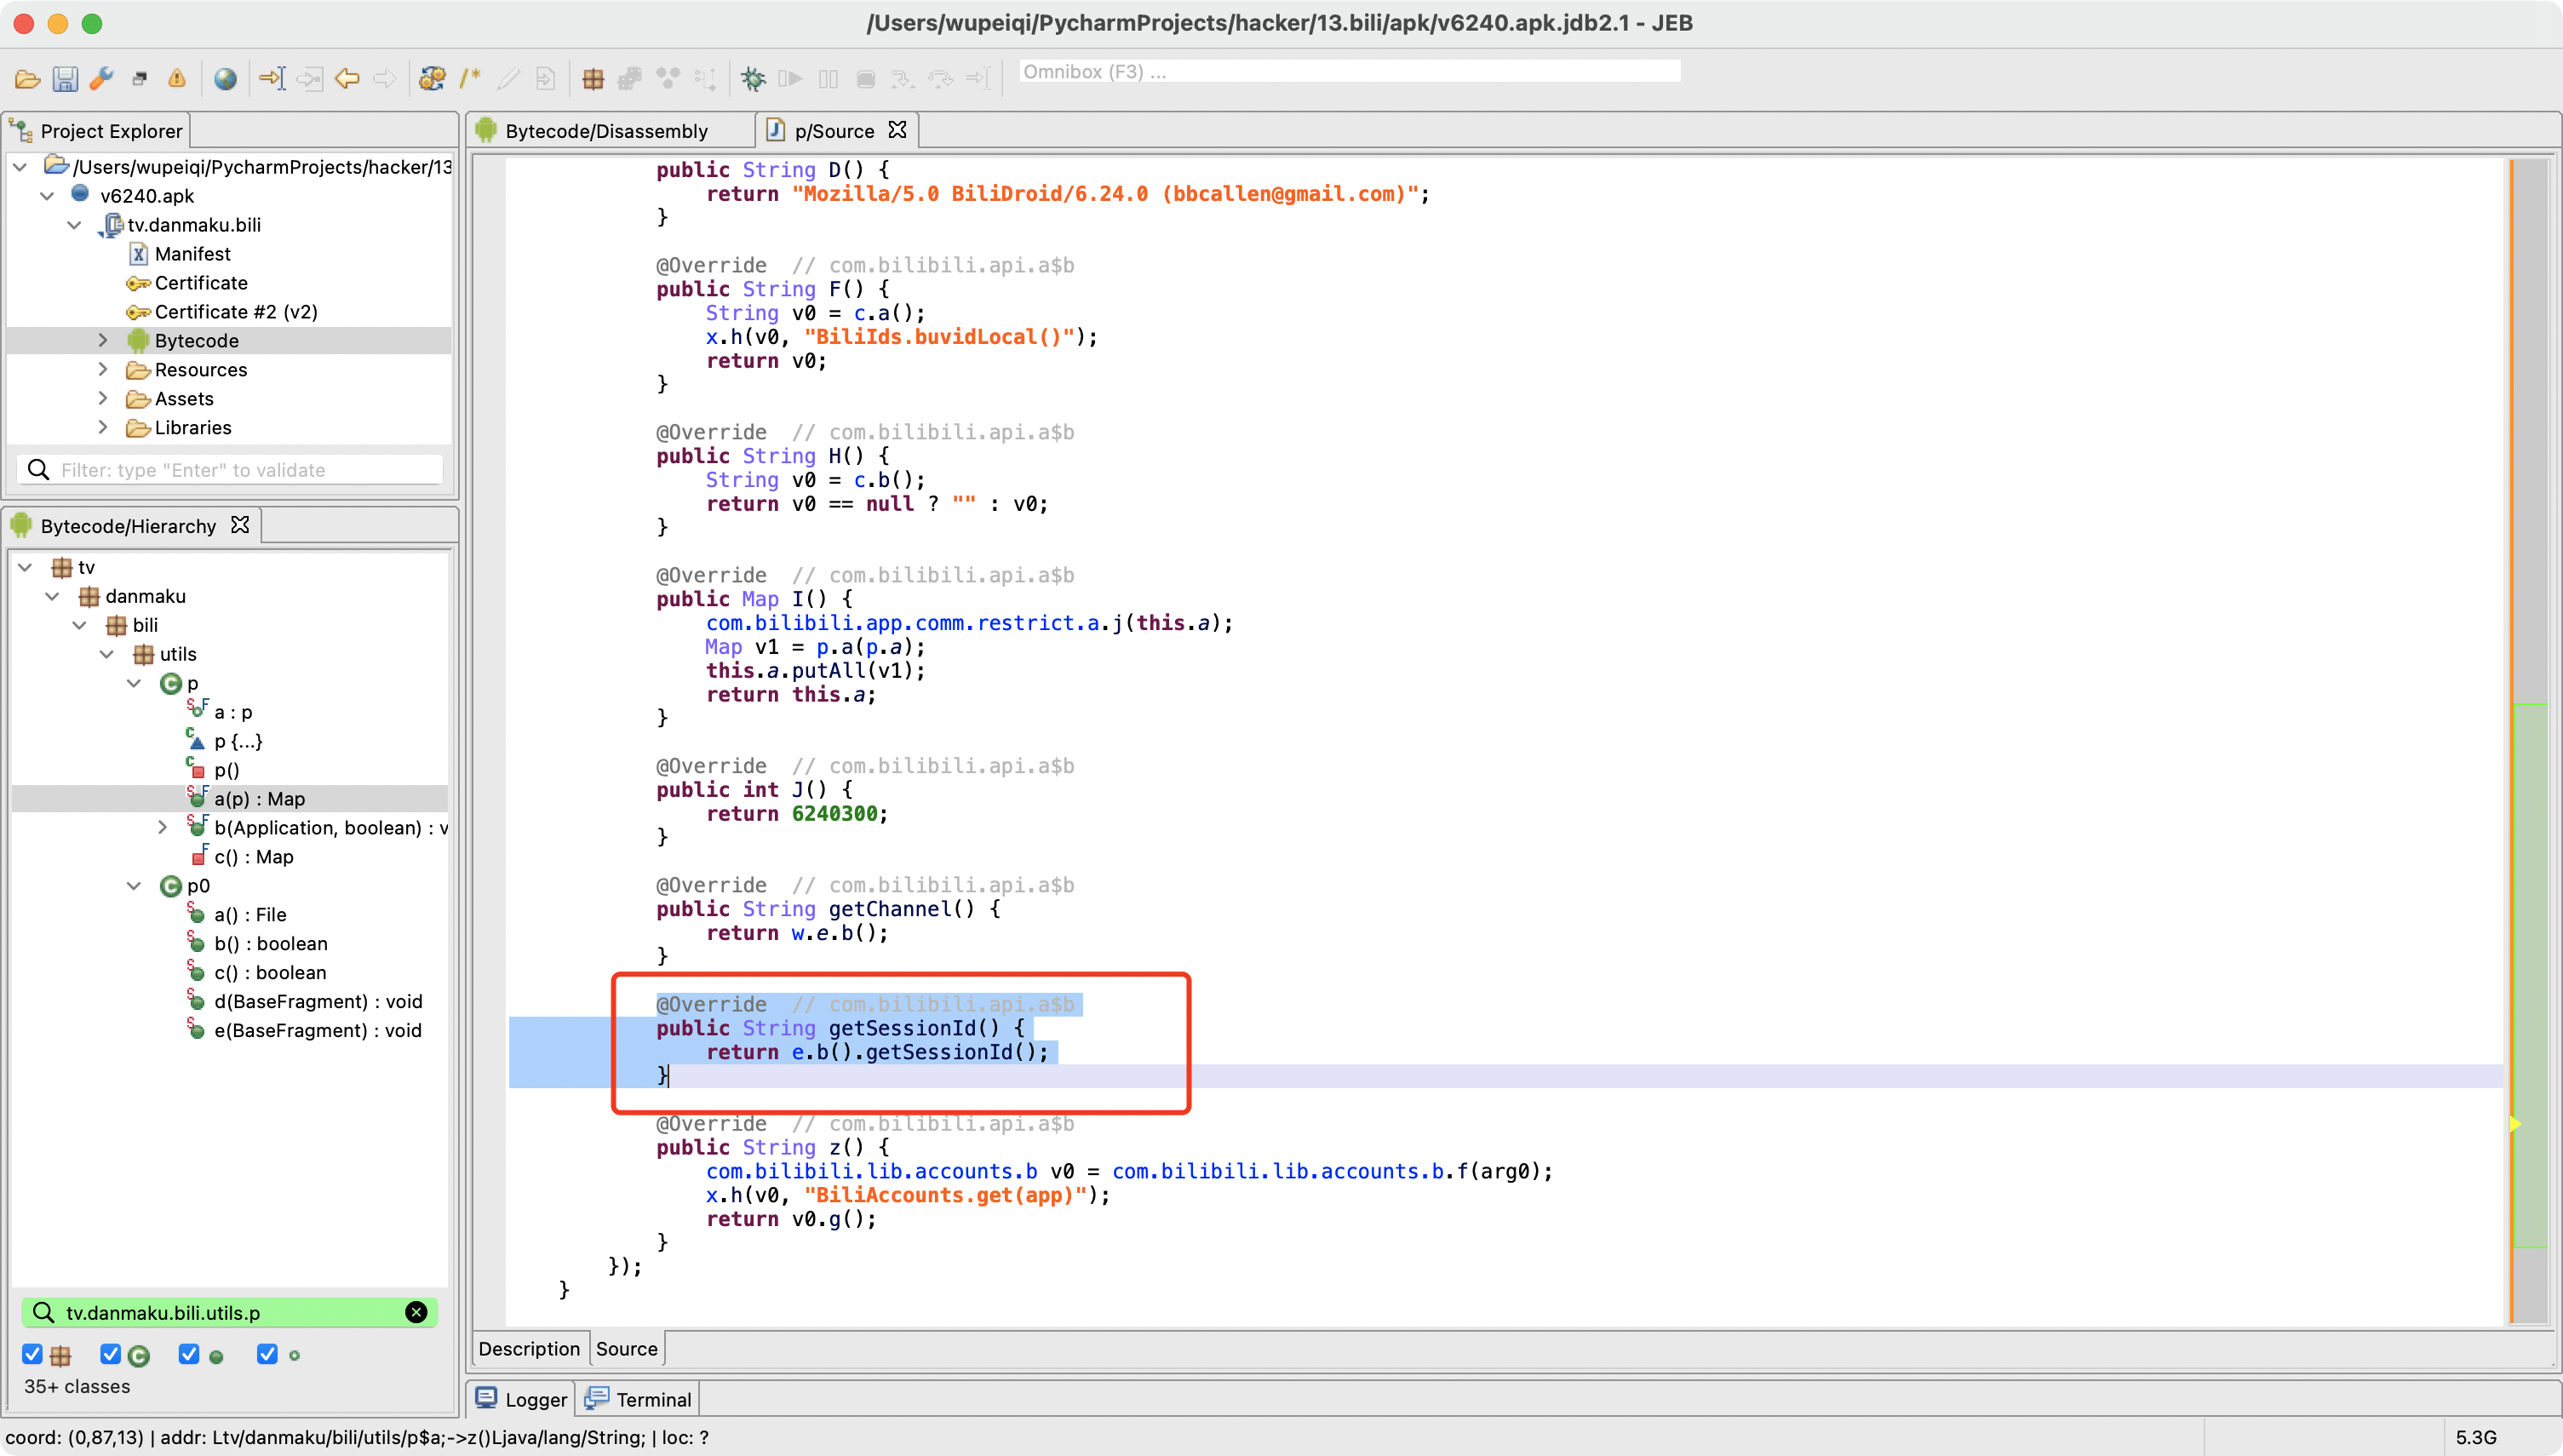 /Users/wupeiqi/PycharmProjects/hacker/13.bili/apk/v6240.apk.jdb2.1 - JEB
Omnibox (F3) ...
Project Explorer
/Users/wupeiqi/PycharmProjects/hacker/13
v6240.apk
tv.danmaku.bili
Manifest
Certificate
Certificate #2 (v2)
Bytecode
Resources
Assets
Libraries
Filter: type "Enter" to validate
Bytecode/Hierarchy
tv
danmaku
bili
utils
p
a : p
p {...}
p()
a(p) : Map
b(Application, boolean) : v
c() : Map
p0
a() : File
b() : boolean
c() : boolean
d(BaseFragment) : void
e(BaseFragment) : void
tv.danmaku.bili.utils.p
35+ classes
Bytecode/Disassembly
p/Source
public String D() {
return "Mozilla/5.0 BiliDroid/6.24.0 (bbcallen@gmail.com)";
}
@Override  // com.bilibili.api.a$b
public String F() {
String v0 = c.a();
x.h(v0, "BiliIds.buvidLocal()");
return v0;
}
@Override  // com.bilibili.api.a$b
public String H() {
String v0 = c.b();
return v0 == null ? "" : v0;
}
@Override  // com.bilibili.api.a$b
public Map I() {
com.bilibili.app.comm.restrict.a.j(this.a);
Map v1 = p.a(p.a);
this.a.putAll(v1);
return this.a;
}
@Override  // com.bilibili.api.a$b
public int J() {
return 6240300;
}
@Override  // com.bilibili.api.a$b
public String getChannel() {
return w.e.b();
}
@Override  // com.bilibili.api.a$b
public String getSessionId() {
return e.b().getSessionId();
}
@Override  // com.bilibili.api.a$b
public String z() {
com.bilibili.lib.accounts.b v0 = com.bilibili.lib.accounts.b.f(arg0);
x.h(v0, "BiliAccounts.get(app)");
return v0.g();
}
});
}
Description
Source
Logger
Terminal
coord: (0,87,13) | addr: Ltv/danmaku/bili/utils/p$a;->z()Ljava/lang/String; | loc: ?
5.3G